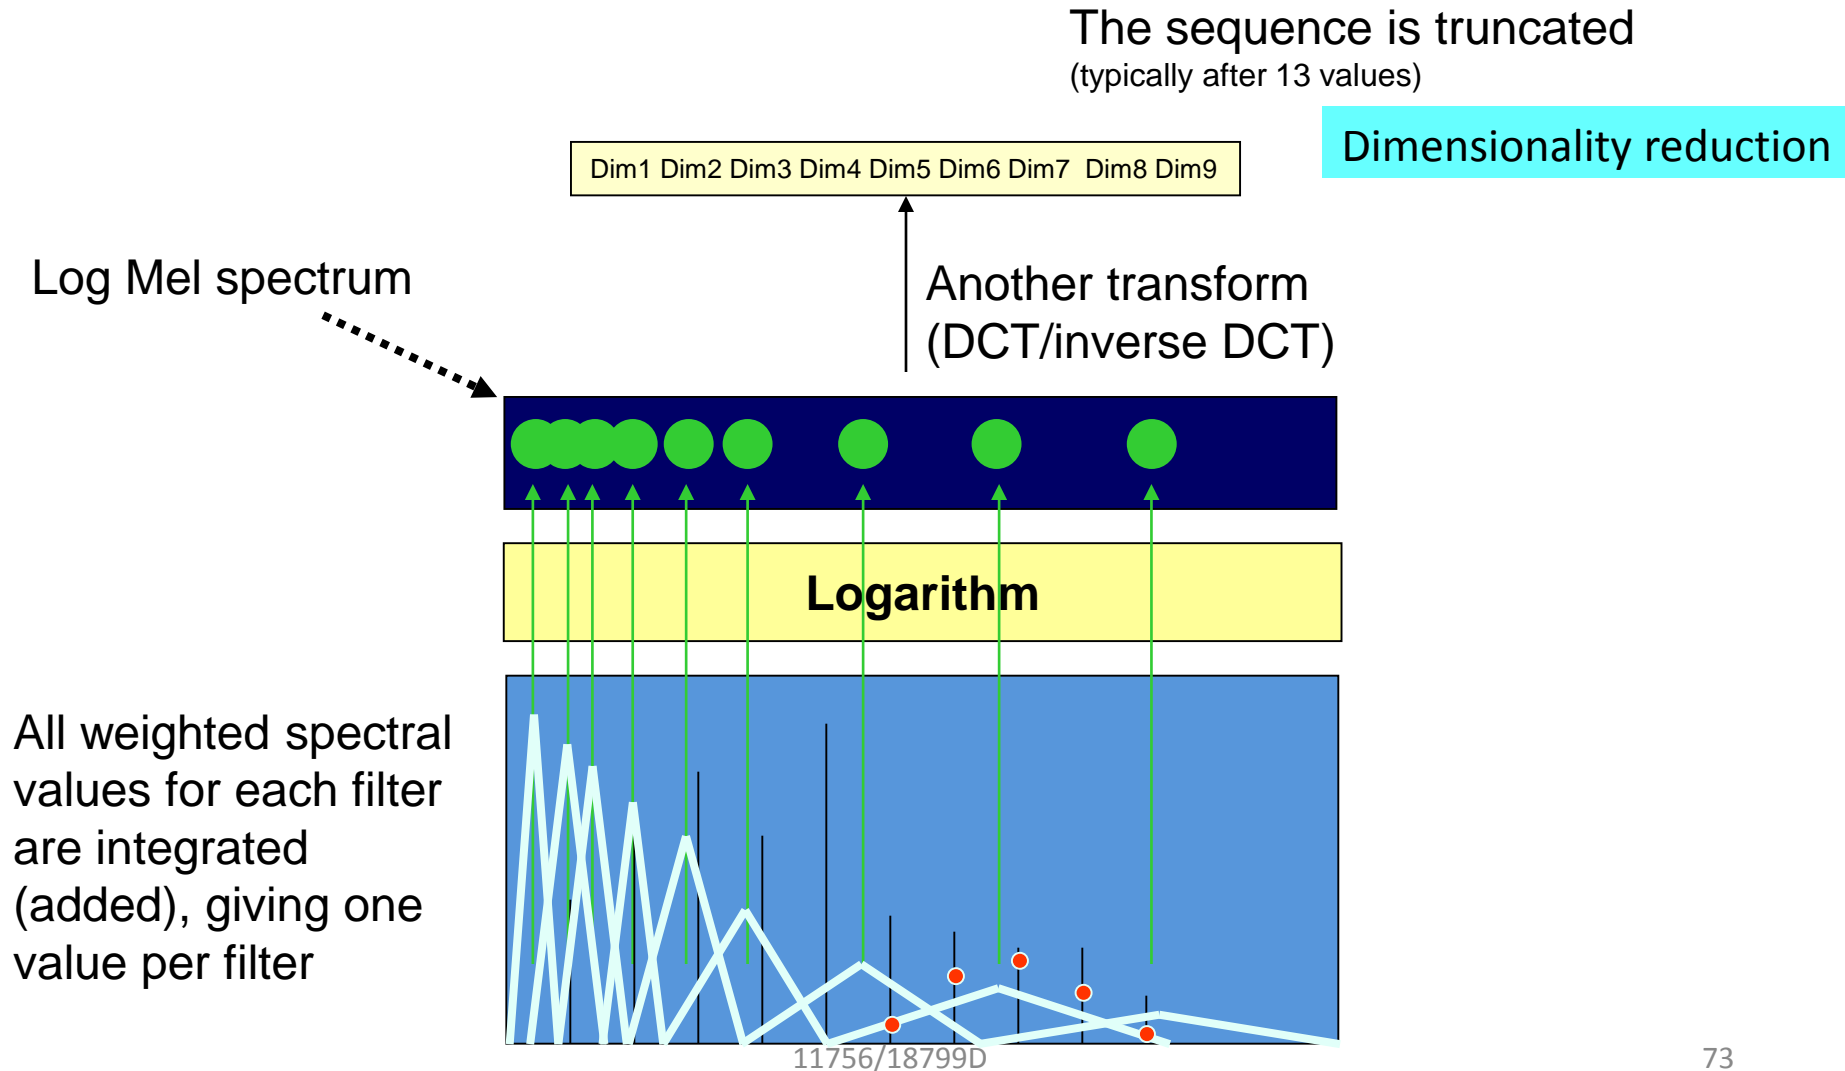 The sequence is truncated
(typically after 13 values)
Dimensionality reduction
Dim1 Dim2 Dim3 Dim4 Dim5 Dim6 Dim7 Dim8 Dim9
Log Mel spectrum
Another transform
(DCT/inverse DCT)
Logarithm
All weighted spectral
values for each filter
are integrated
(added), giving one
value per filter
11756/18799D
73